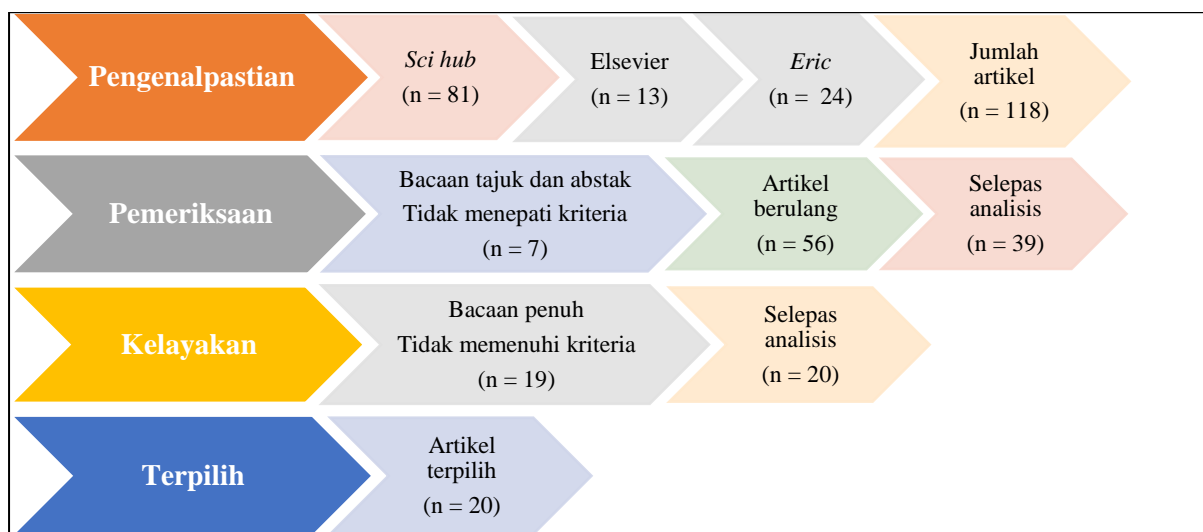 Pengenalpastian
Sci hub
(n = 81)
Elsevier
(n = 13)
Eric
(n = 24)
Jumlah
artikel
(n = 118)
Pemeriksaan
Bacaan tajuk dan abstak
Tidak menepati kriteria
(n = 7)
Artikel
berulang
(n = 56)
Selepas
analisis
(n = 39)
Kelayakan
Bacaan penuh
Tidak memenuhi kriteria
(n = 19)
Selepas
analisis
(n = 20)
Terpilih
Artikel
terpilih
(n = 20)